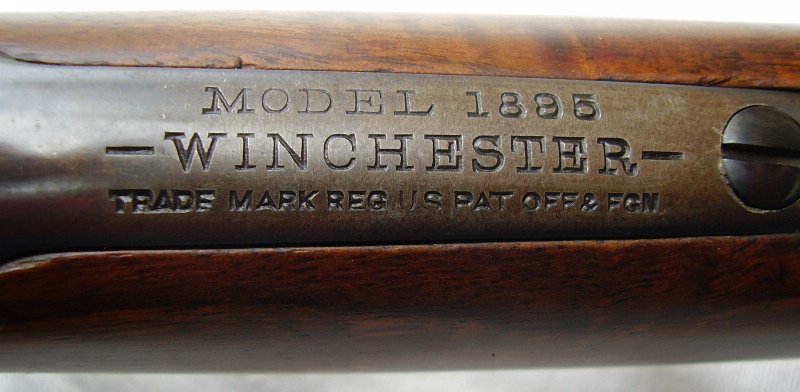 MODEL 1895
—WINCHESTER—
TRADE MARK REG. U S PAT. OFF & FGN.